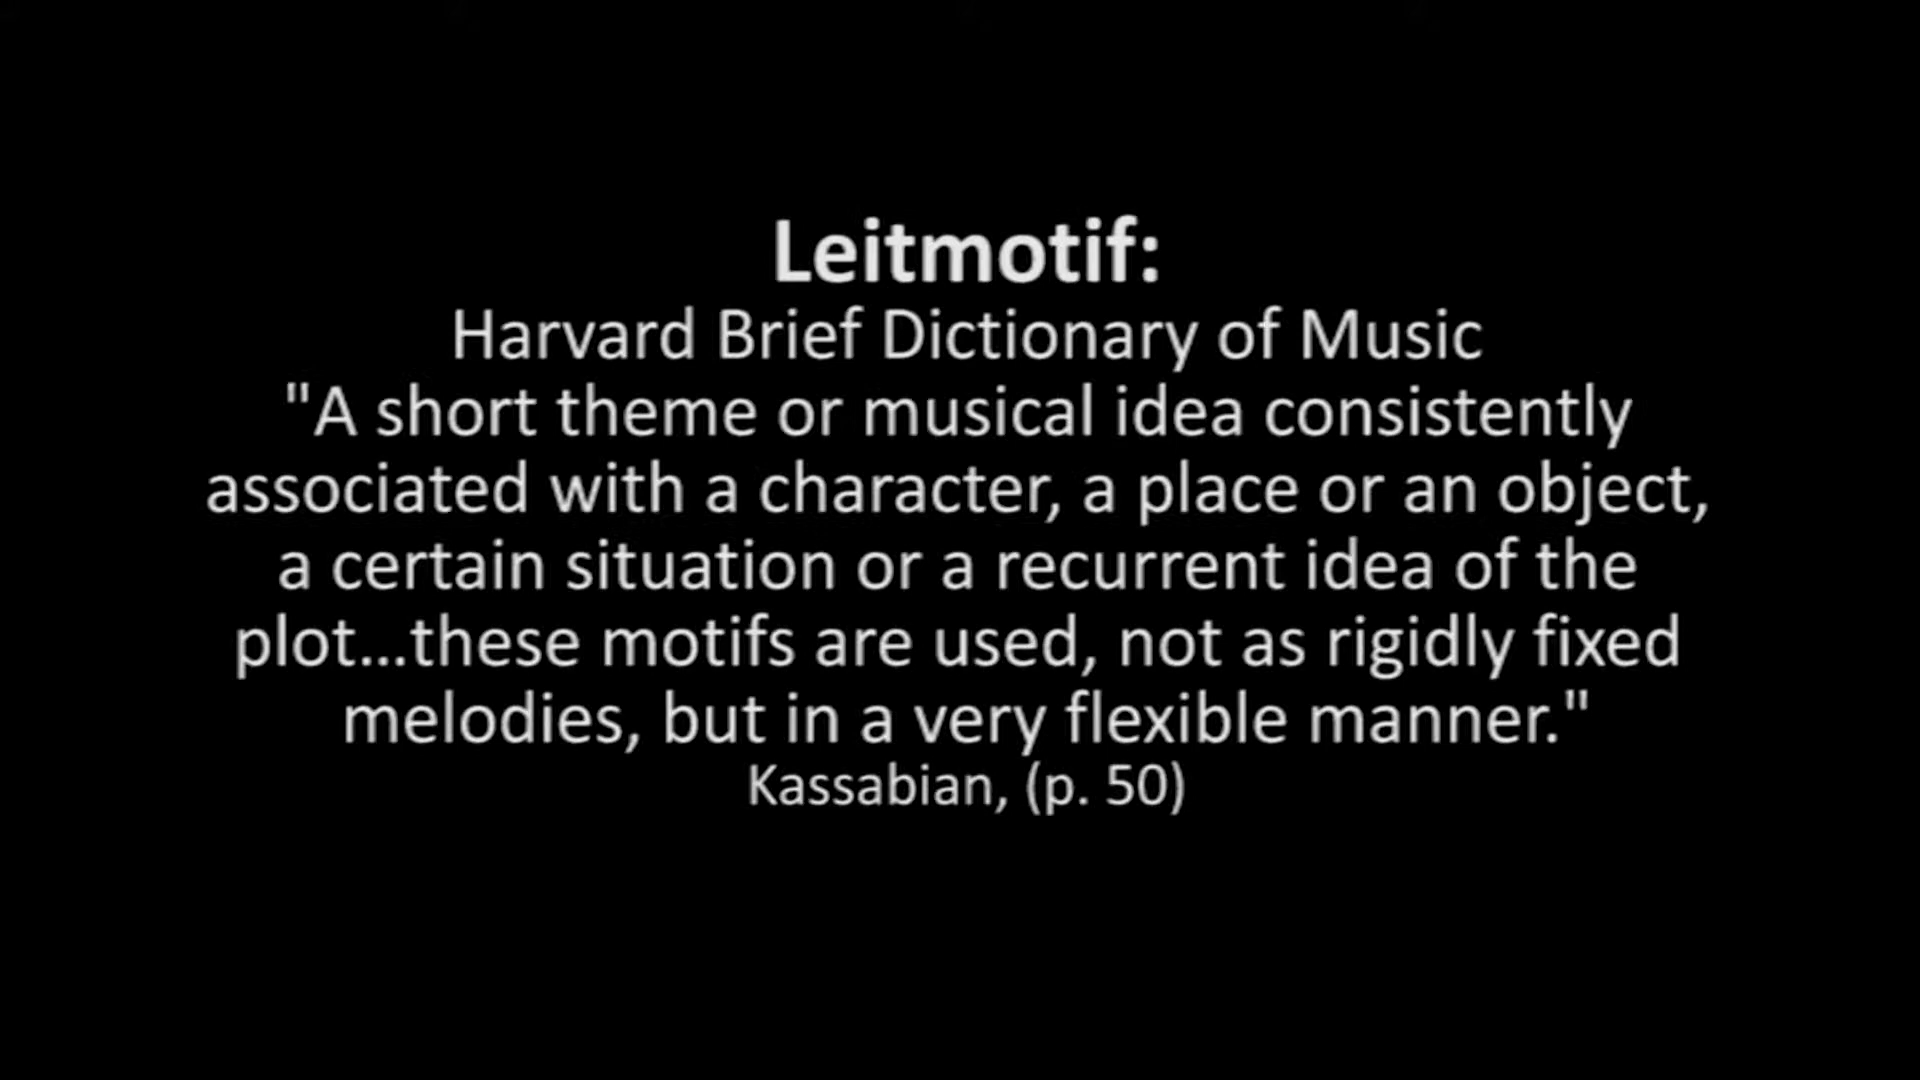 Leitmotif:
Harvard Brief Dictionary of Music
"A short theme or musical idea consistently
associated with a character, a place or an object,
a certain situation or a recurrent idea of the
plot...these motifs are used, not as rigidly fixed
melodies, but in a very flexible manner."
Kassabian, (p. 50)